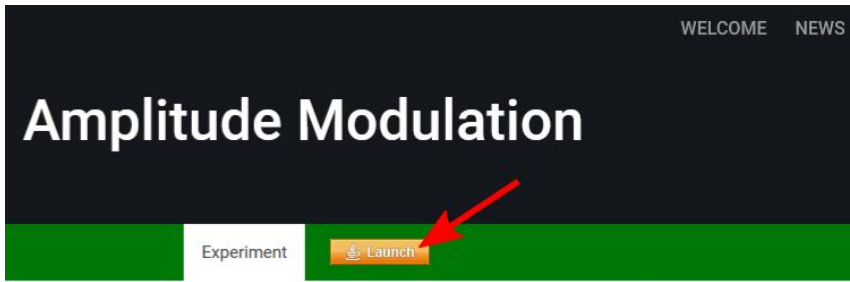 WELCOME NEWS
Amplitude Modulation
Experiment Launch